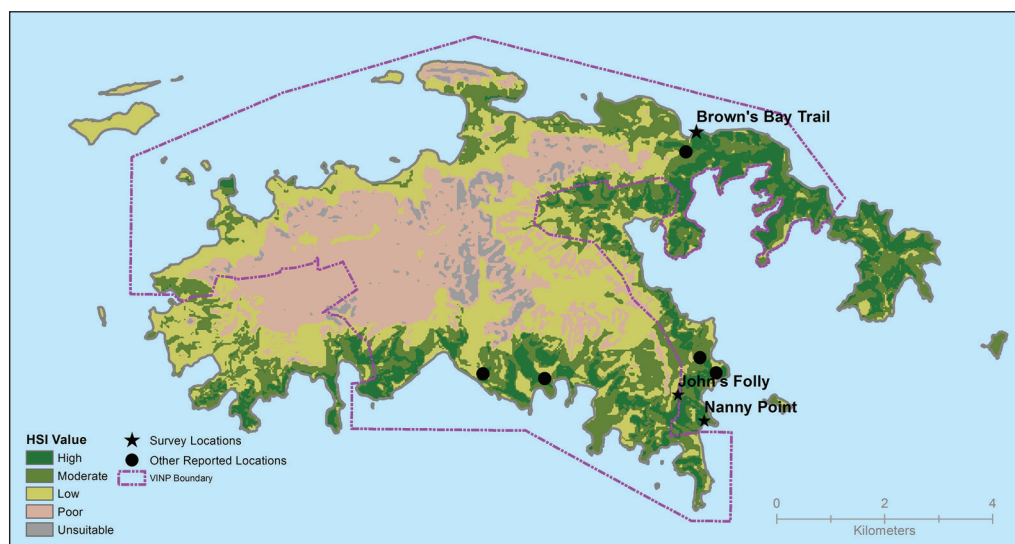 Brown's Bay Trail
John's Folly
Nanny Point
HSI Value
High
Moderate
Low
Poor
Unsuitable
Survey Locations
Other Reported Locations
VINP Boundary
0 2 4
Kilometers